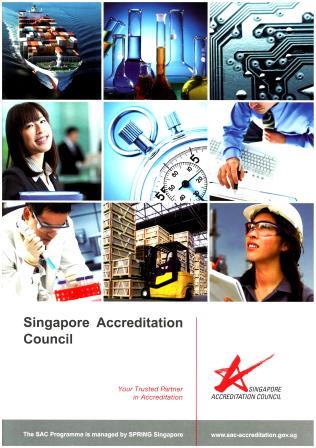 Singapore Accreditation
Council
Your Trusted Partner
in Accreditation
SINGAPORE
ACCREDITATION COUNCIL
The SAC Programme is managed by SPRING Singapore
www.sac-accreditation.gov.sg